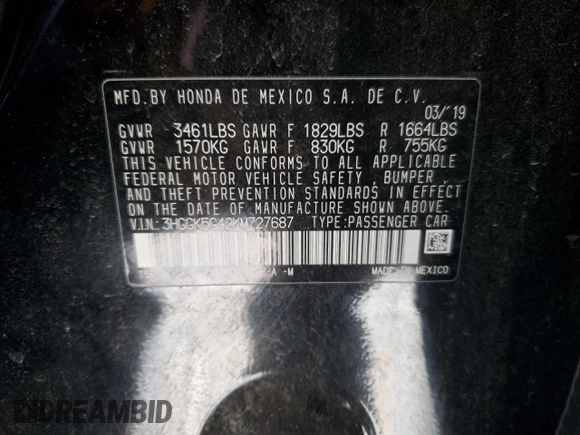 MFD.BY HONDA DE MEXICO S.A. DE C.V.
03/'19
GVWR 3461LBS GAWR F 1829LBS R 1664LBS
GVWR 1570KG GAWR F 830KG R 755KG
THIS VEHICLE CONFORMS TO ALL APPLICABLE
FEDERAL MOTOR VEHICLE SAFETY, BUMPER,
AND THEFT PREVENTION STANDARDS IN EFFECT
ON THE DATE OF MANUFACTURE SHOWN ABOVE.
V.I.N: TYPE:PASSENGER CAR
-A -M MADE IN MEXICO
DREAMBID